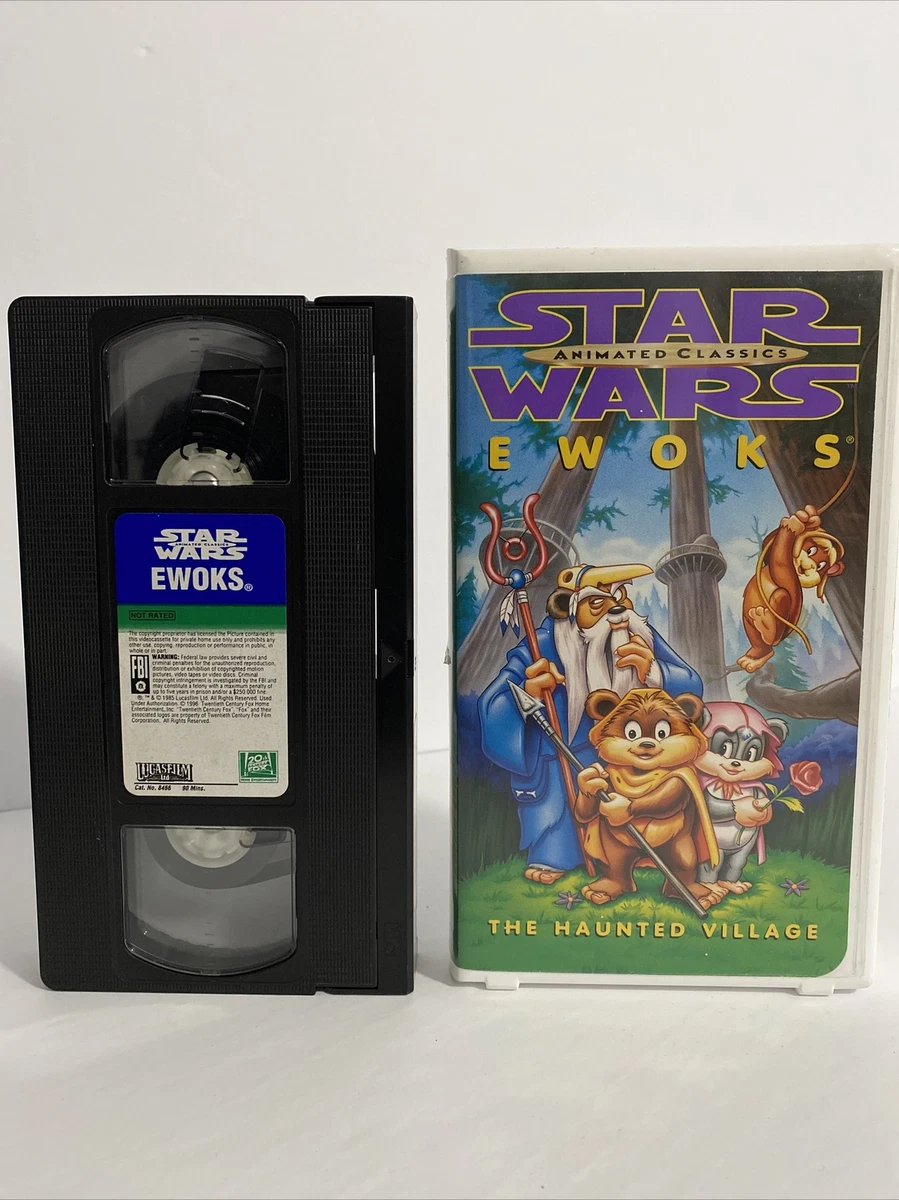 STAR
ANIMATED CLASSICS
WARS
EWOKS®
NOT RATED
The copyright proprietor has licensed the Picture contained in
this videocassette for private home use only and prohibits any
other use, copying, reproduction or performance in public, in
whole or in part.
FBI
WARNING: Federal law provides severe civil and
criminal penalties for the unauthorized reproduction,
distribution or exhibition of copyrighted motion
pictures, video tapes or video discs. Criminal
copyright infringement is investigated by the FBI and
may constitute a felony with a maximum penalty of
up to five years in prison and/or a $250,000 fine.
®, ™ & © 1985 Lucasfilm Ltd. All Rights Reserved. Used
Under Authorization. © 1996 Twentieth Century Fox Home
Entertainment, Inc. "Twentieth Century Fox", "Fox" and their
associated logos are property of Twentieth Century Fox Film
Corporation. All Rights Reserved.
LUCASFILM
Ltd
20th
CENTURY
FOX
Cat. No. 8466 90 Mins.
STAR
ANIMATED CLASSICS
WARS™
EWOKS®
THE HAUNTED VILLAGE